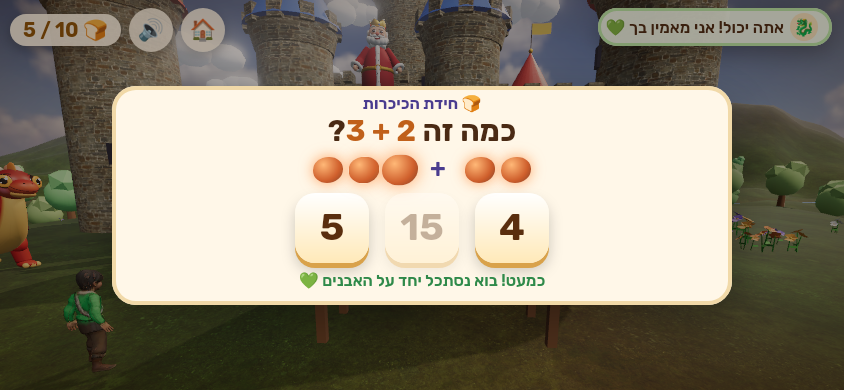 5 / 10
אתה יכול! אני מאמין בך
חידת הכיכרות
כמה זה 2 + 3?
+
5 15 4
כמעט! בוא נסתכל יחד על האבנים